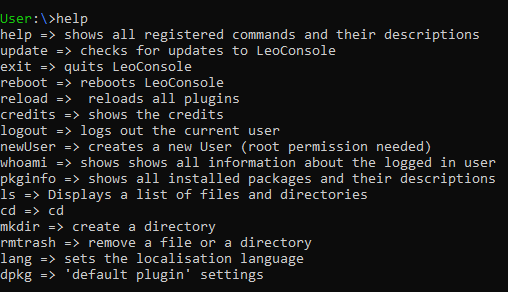 User:\>help
help => shows all registered commands and their descriptions
update => checks for updates to LeoConsole
exit => quits LeoConsole
reboot => reboots LeoConsole
reload =>  reloads all plugins
credits => shows the credits
logout => logs out the current user
newUser => creates a new User (root permission needed)
whoami => shows shows all information about the logged in user
pkginfo => shows all installed packages and their descriptions
ls => Displays a list of files and directories
cd => cd
mkdir => create a directory
rmtrash => remove a file or a directory
lang => sets the localisation language
dpkg => 'default plugin' settings